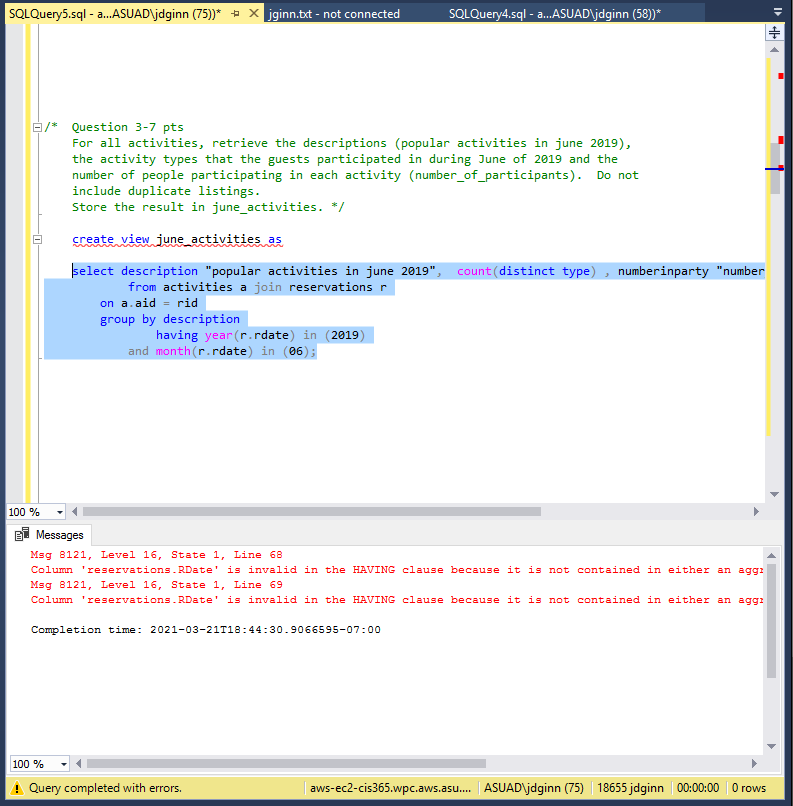 SQLQuery5.sql - a...ASUAD\jdginn (75))* jginn.txt - not connected SQLQuery4.sql - a...ASUAD\jdginn (58))*
/* Question 3-7 pts
For all activities, retrieve the descriptions (popular activities in june 2019),
the activity types that the guests participated in during June of 2019 and the
number of people participating in each activity (number_of_participants). Do not
include duplicate listings.
Store the result in june_activities. */
create view june_activities as
select description "popular activities in june 2019", count(distinct type) , numberinparty "number
from activities a join reservations r
on a.aid = rid
group by description
having year(r.rdate) in (2019)
and month(r.rdate) in (06);
100 %
Messages
Msg 8121, Level 16, State 1, Line 68
Column 'reservations.RDate' is invalid in the HAVING clause because it is not contained in either an aggr
Msg 8121, Level 16, State 1, Line 69
Column 'reservations.RDate' is invalid in the HAVING clause because it is not contained in either an aggr
Completion time: 2021-03-21T18:44:30.9066595-07:00
100 %
Query completed with errors. aws-ec2-cis365.wpc.aws.asu.... ASUAD\jdginn (75) 18655 jdginn 00:00:00 0 rows